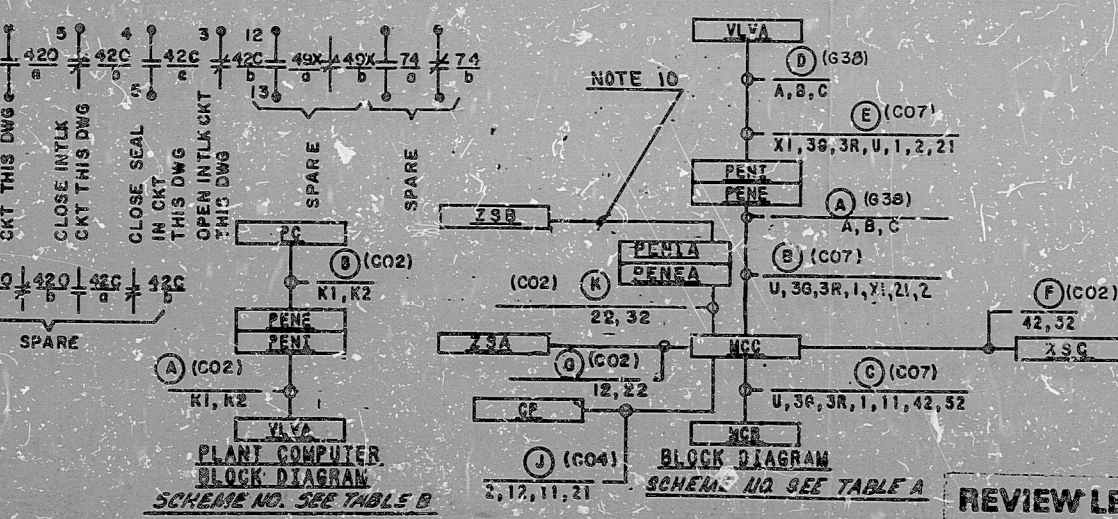 5
4
3
12
420
a
42C
b
42C
a
42C
b
49X
a
49X
b
74
a
74
b
5
13
CKT THIS DWG
CLOSE INTLK
CKT THIS DWG
CLOSE SEAL
IN CKT
THIS DWG
OPEN INTLK CKT
THIS DWG
SPARE
SPARE
420
b
42C
a
42C
b
SPARE
PC
B (C02)
K1, K2
PENE
PENI
A (C02)
K1, K2
VLVA
PLANT COMPUTER
BLOCK DIAGRAM
SCHEME NO. SEE TABLE B
NOTE 10
VLVA
D (G38)
A, B, C
E (C07)
X1, 3G, 3R, U, 1, 2, 21
PENI
PENE
A (G38)
A, B, C
B (C07)
U, 3G, 3R, 1, X1, 21, 2
ZSB
PENIA
PENEA
(C02) K
22, 32
F (C02)
42, 32
ZSA
MCC
XSC
G (C02)
12, 22
C (C07)
U, 3G, 3R, 1, 11, 42, 52
CP
MCB
J (C04)
2, 12, 11, 21
BLOCK DIAGRAM
SCHEME NO. SEE TABLE A
REVIEW LE